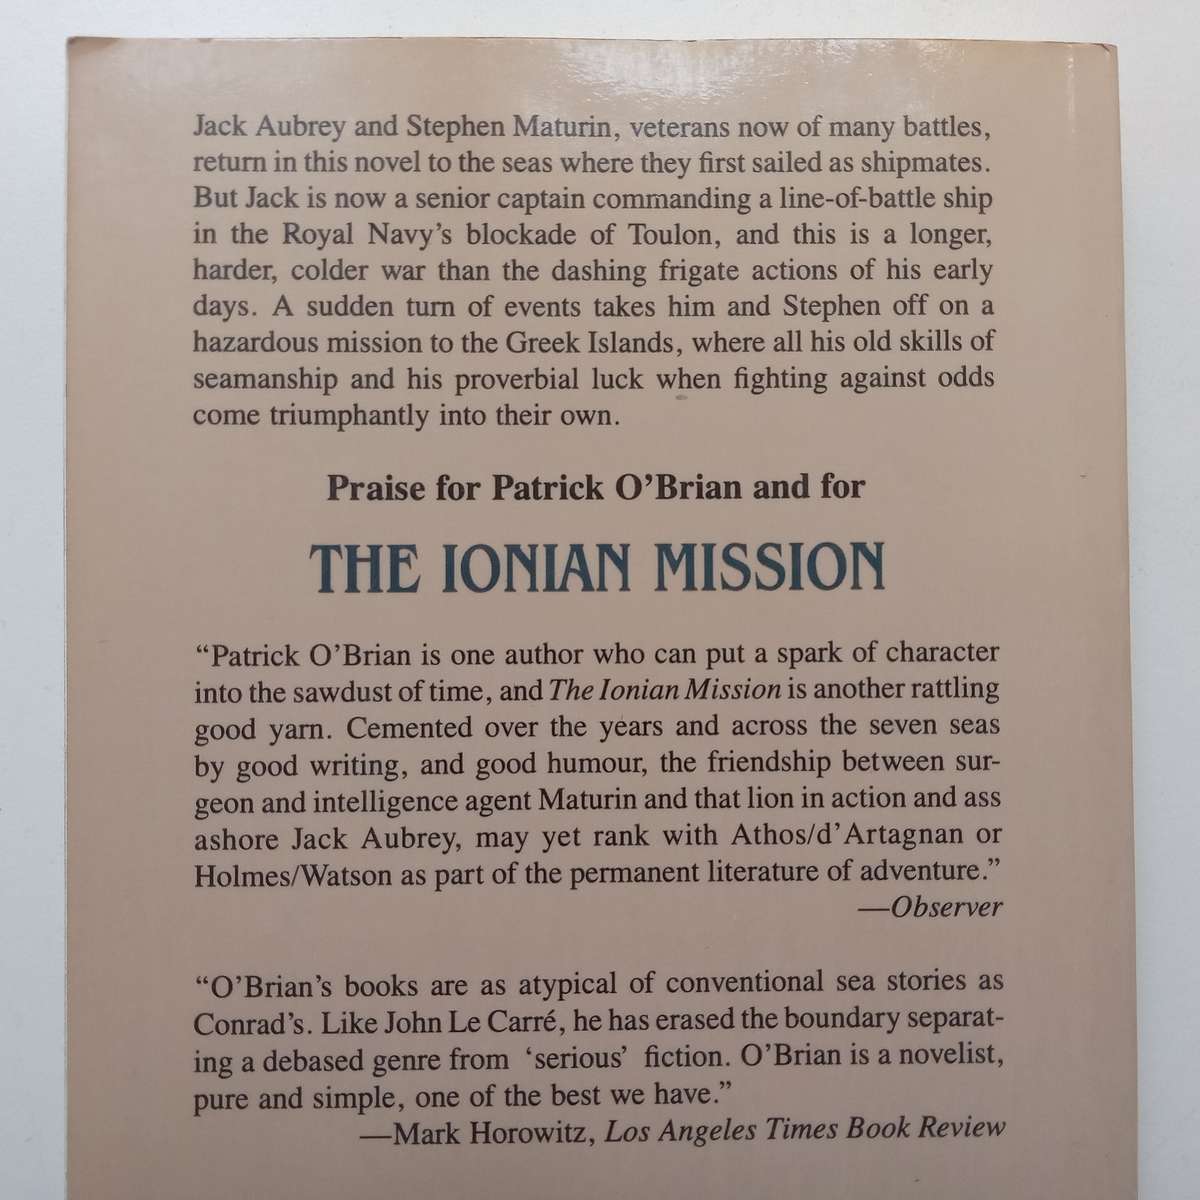 Jack Aubrey and Stephen Maturin, veterans now of many battles,
return in this novel to the seas where they first sailed as shipmates.
But Jack is now a senior captain commanding a line-of-battle ship
in the Royal Navy’s blockade of Toulon, and this is a longer,
harder, colder war than the dashing frigate actions of his early
days. A sudden turn of events takes him and Stephen off on a
hazardous mission to the Greek Islands, where all his old skills of
seamanship and his proverbial luck when fighting against odds
come triumphantly into their own.
Praise for Patrick O’Brian and for
THE IONIAN MISSION
“Patrick O’Brian is one author who can put a spark of character
into the sawdust of time, and The Ionian Mission is another rattling
good yarn. Cemented over the years and across the seven seas
by good writing, and good humour, the friendship between sur-
geon and intelligence agent Maturin and that lion in action and ass
ashore Jack Aubrey, may yet rank with Athos/d’Artagnan or
Holmes/Watson as part of the permanent literature of adventure.”
—Observer
“O’Brian’s books are as atypical of conventional sea stories as
Conrad’s. Like John Le Carré, he has erased the boundary separat-
ing a debased genre from ‘serious’ fiction. O’Brian is a novelist,
pure and simple, one of the best we have.”
—Mark Horowitz, Los Angeles Times Book Review